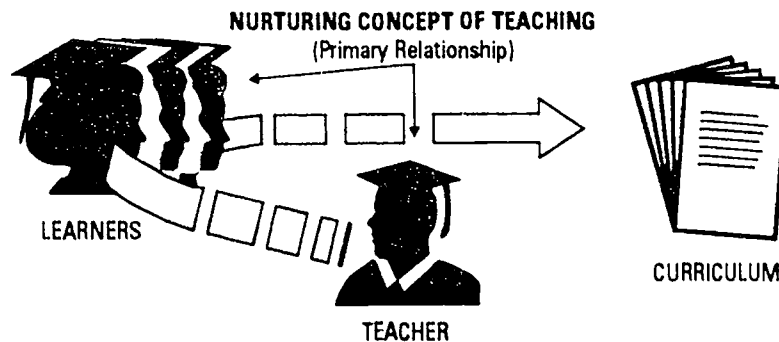 NURTURING CONCEPT OF TEACHING
(Primary Relationship)
LEARNERS
TEACHER
CURRICULUM